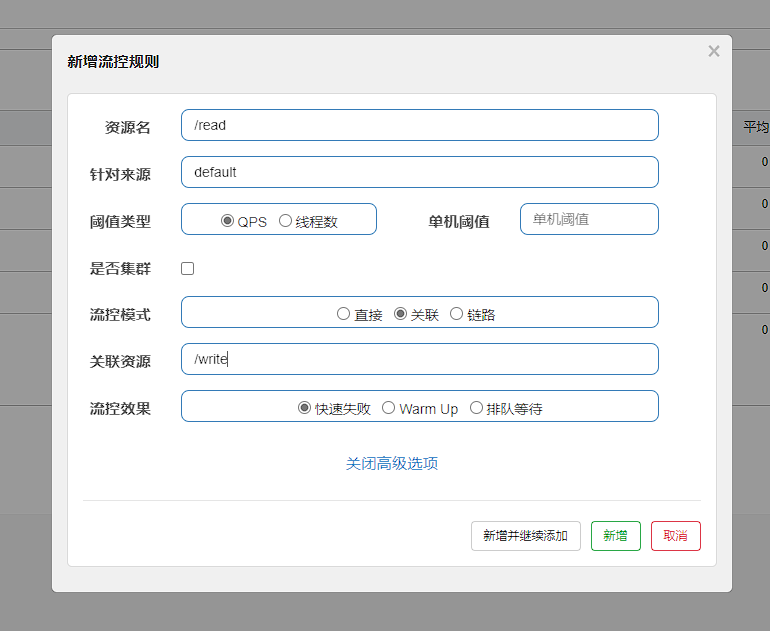 新增流控规则
×
资源名 /read
平均
针对来源 default
0
阈值类型 QPS 线程数 单机阈值 单机阈值
0
0
是否集群
0
流控模式 直接 关联 链路
0
关联资源 /write
流控效果 快速失败 Warm Up 排队等待
关闭高级选项
新增并继续添加 新增 取消